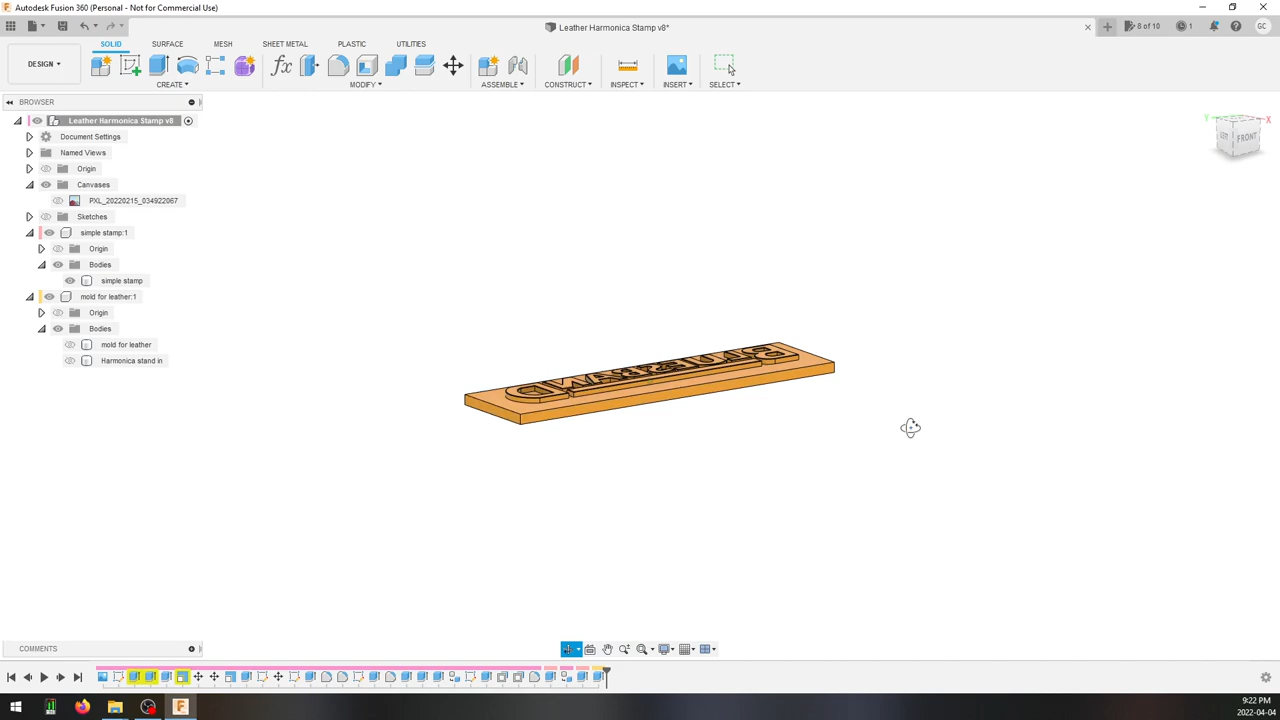 Autodesk Fusion 360 (Personal - Not for Commercial Use)
Leather Harmonica Stamp v8*
8 of 10
1
GC
DESIGN
SOLID
SURFACE
MESH
SHEET METAL
PLASTIC
UTILITIES
CREATE
MODIFY
ASSEMBLE
CONSTRUCT
INSPECT
INSERT
SELECT
BROWSER
Leather Harmonica Stamp v8
Document Settings
Named Views
Origin
Canvases
PXL_20220215_034922067
Sketches
simple stamp:1
Origin
Bodies
simple stamp
mold for leather:1
Origin
Bodies
mold for leather
Harmonica stand in
Y
X
FRONT
COMMENTS
9:22 PM
2022-04-04